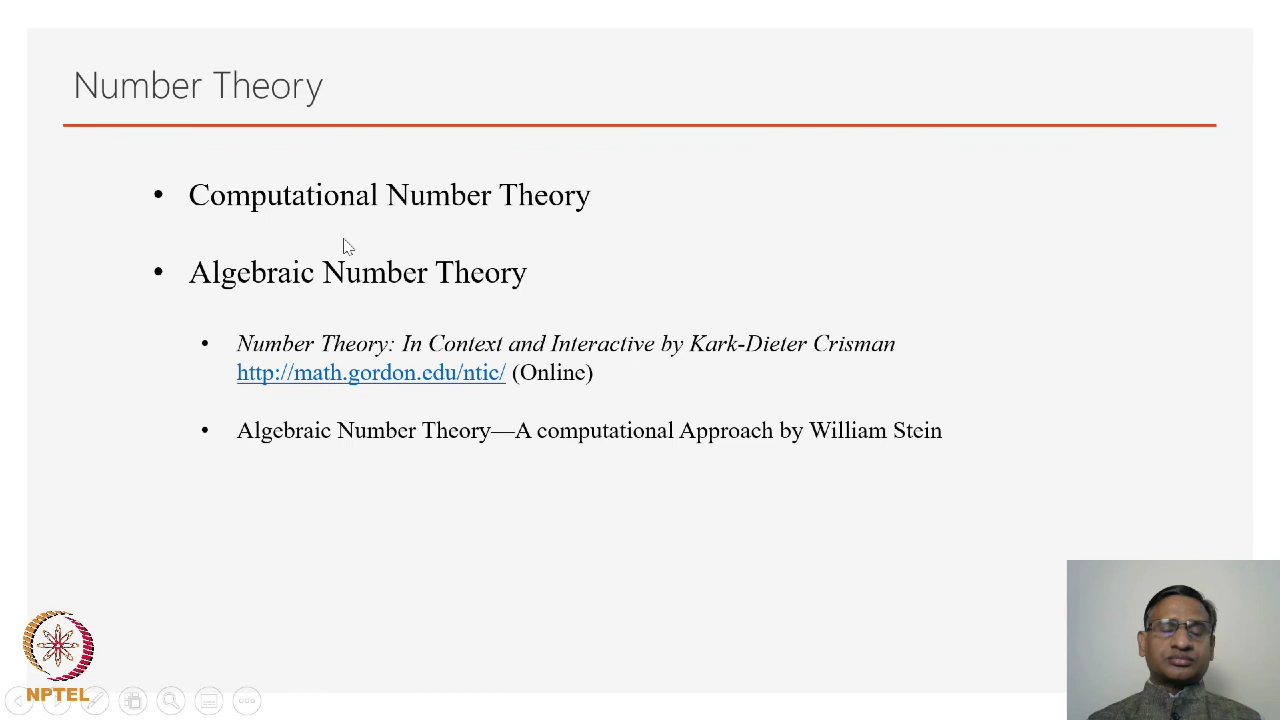 Number Theory
• Computational Number Theory
• Algebraic Number Theory
• Number Theory: In Context and Interactive by Kark-Dieter Crisman
http://math.gordon.edu/ntic/ (Online)
• Algebraic Number Theory—A computational Approach by William Stein
NPTEL